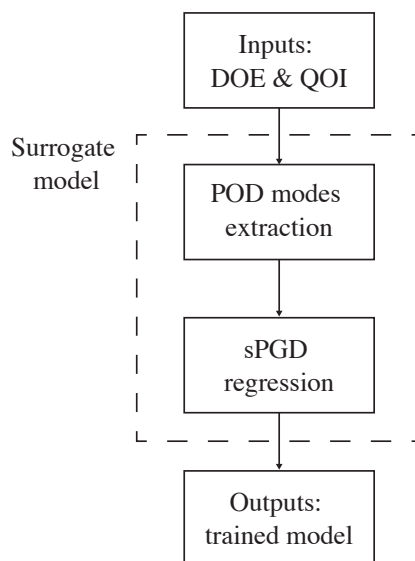 Inputs:
DOE & QOI
Surrogate
model
POD modes
extraction
sPGD
regression
Outputs:
trained model